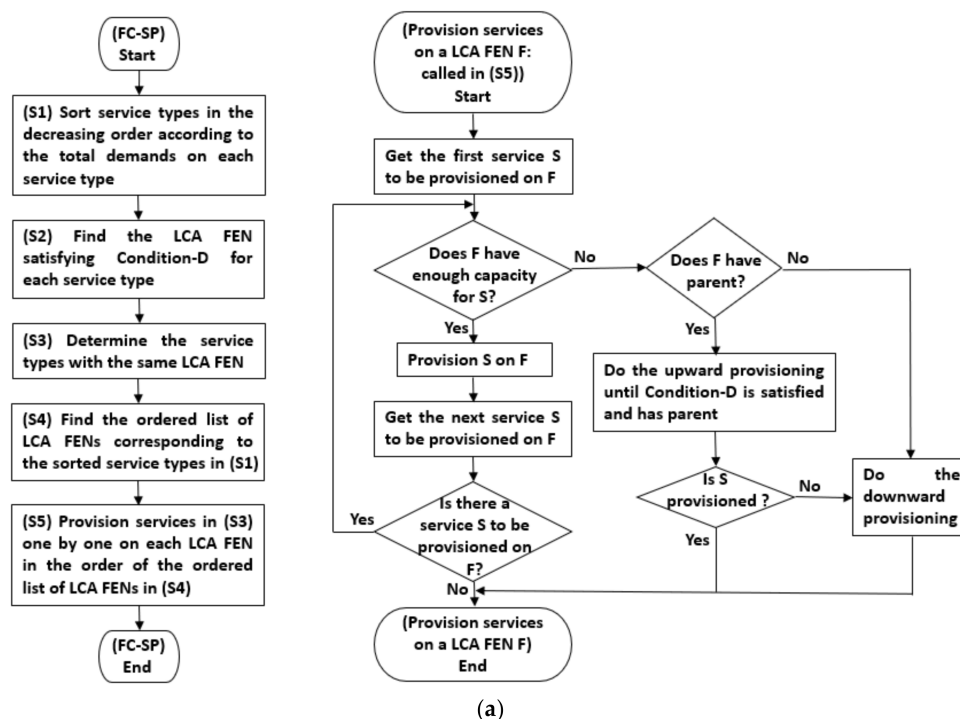 (FC-SP)
Start
(S1) Sort service types in the
decreasing order according to
the total demands on each
service type
(S2) Find the LCA FEN
satisfying Condition-D for
each service type
(S3) Determine the service
types with the same LCA FEN
(S4) Find the ordered list of
LCA FENs corresponding to
the sorted service types in (S1)
(S5) Provision services in (S3)
one by one on each LCA FEN
in the order of the ordered
list of LCA FENs in (S4)
(FC-SP)
End
(Provision services
on a LCA FEN F:
called in (S5))
Start
Get the first service S
to be provisioned on F
Does F have
enough capacity
for S?
No
Yes
Provision S on F
Get the next service S
to be provisioned on F
Is there a
service S to be
provisioned on
F?
Yes
No
(Provision services
on a LCA FEN F)
End
Does F have
parent?
No
Yes
Do the upward provisioning
until Condition-D is satisfied
and has parent
Is S
provisioned ?
No
Yes
Do the
downward
provisioning
(a)